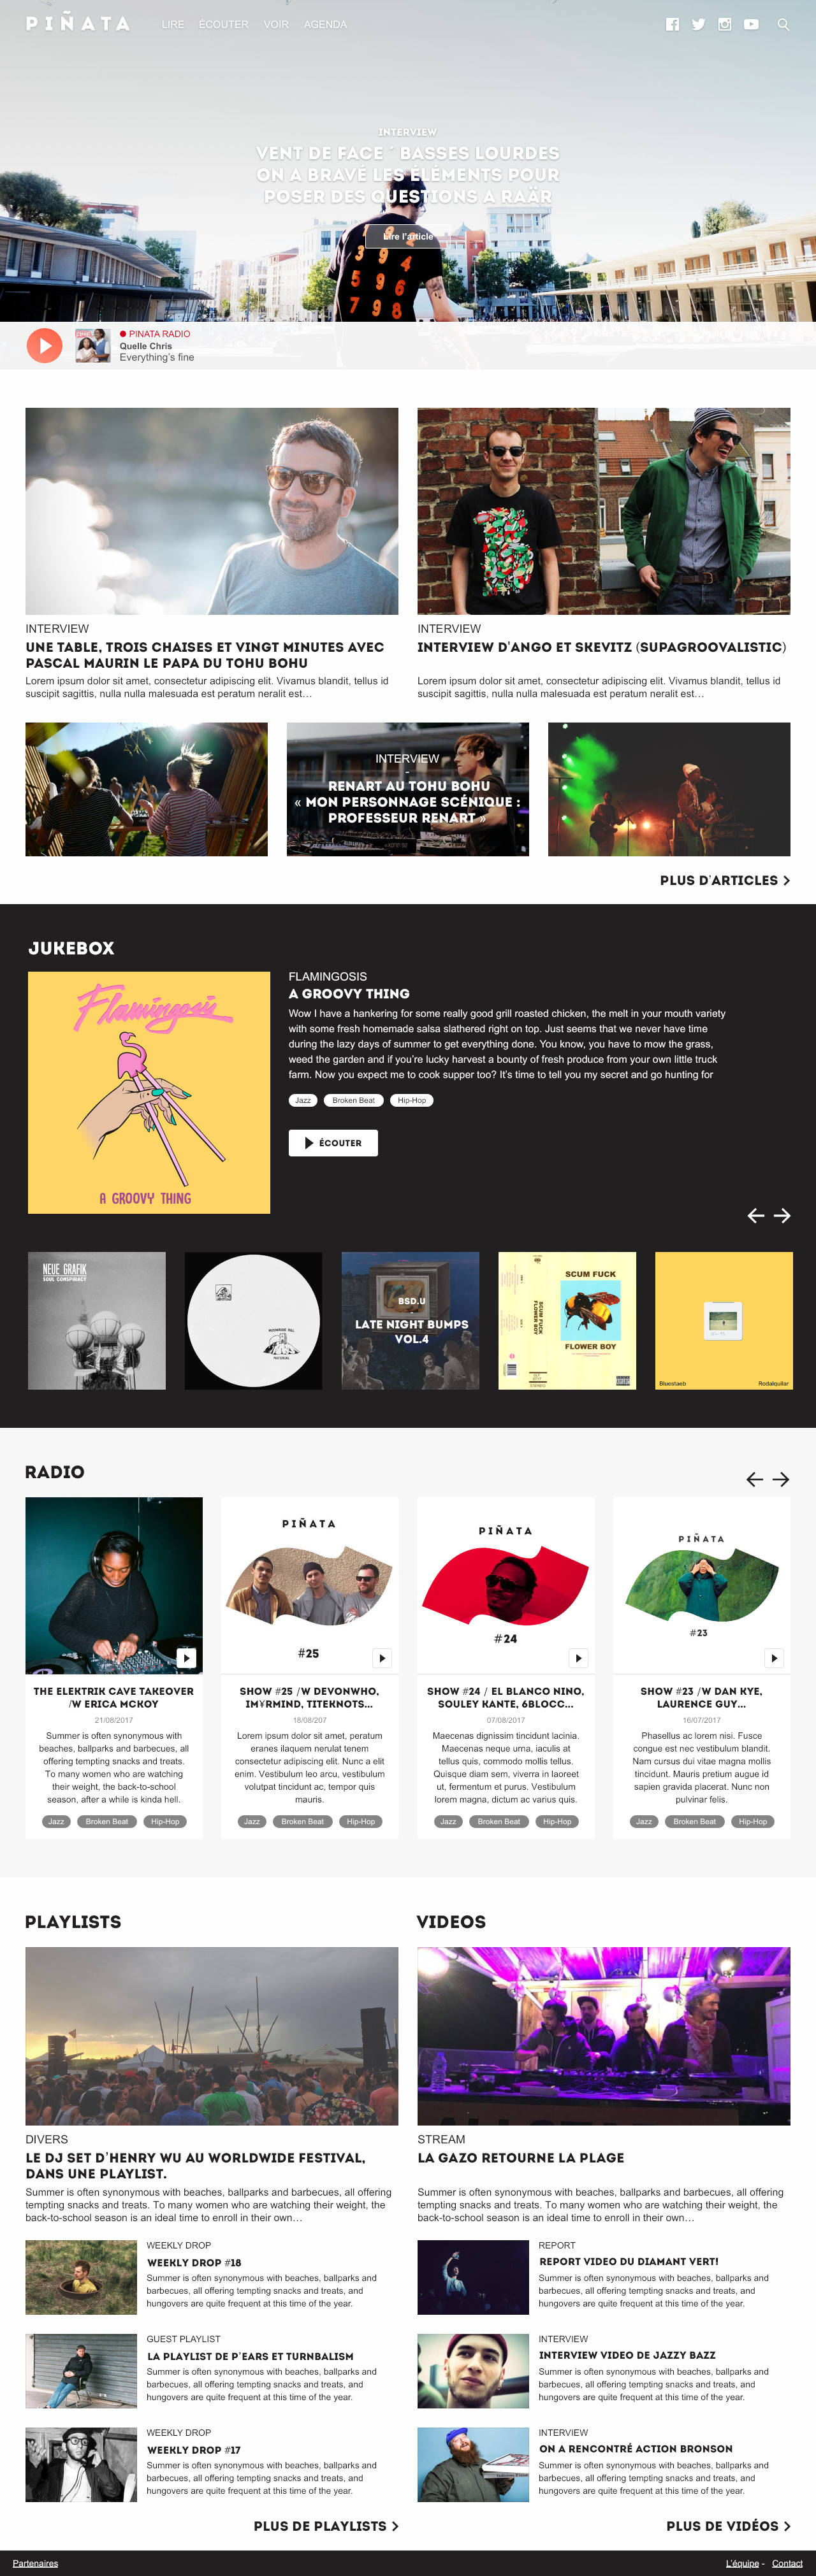 PIÑATA
LIRE ÉCOUTER VOIR AGENDA
INTERVIEW
VENT DE FACE ¨ BASSES LOURDES
ON A BRAVÉ LES ÉLÉMENTS POUR
POSER DES QUESTIONS A RAÄR
Lire l'article
PINATA RADIO
Quelle Chris
Everything's fine
INTERVIEW
UNE TABLE, TROIS CHAISES ET VINGT MINUTES AVEC
PASCAL MAURIN LE PAPA DU TOHU BOHU
Lorem ipsum dolor sit amet, consectetur adipiscing elit. Vivamus blandit, tellus id
suscipit sagittis, nulla nulla malesuada est peratum neralit est…
INTERVIEW
INTERVIEW D'ANGO ET SKEVITZ (SUPAGROOVALISTIC)
Lorem ipsum dolor sit amet, consectetur adipiscing elit. Vivamus blandit, tellus id
suscipit sagittis, nulla nulla malesuada est peratum neralit est…
INTERVIEW
-
RENART AU TOHU BOHU
« MON PERSONNAGE SCÉNIQUE :
PROFESSEUR RENART »
PLUS D'ARTICLES
JUKEBOX
Flamingosis
A GROOVY THING
FLAMINGOSIS
A GROOVY THING
Wow I have a hankering for some really good grill roasted chicken, the melt in your mouth variety
with some fresh homemade salsa slathered right on top. Just seems that we never have time
during the lazy days of summer to get everything done. You know, you have to mow the grass,
weed the garden and if you're lucky harvest a bounty of fresh produce from your own little truck
farm. Now you expect me to cook supper too? It's time to tell you my secret and go hunting for
Jazz Broken Beat Hip-Hop
ÉCOUTER
NEUE GRAFIK
SOUL CONSPIRACY
BSD.U
LATE NIGHT BUMPS
VOL.4
SCUM FUCK
FLOWER BOY
SCUM FUCK
FLOWER BOY
Bluestaeb
Rodalquilar
RADIO
THE ELEKTRIK CAVE TAKEOVER
/W ERICA MCKOY
21/08/2017
Summer is often synonymous with
beaches, ballparks and barbecues, all
offering tempting snacks and treats.
To many women who are watching
their weight, the back-to-school
season, after a while is kinda hell.
Jazz Broken Beat Hip-Hop
PIÑATA
#25
SHOW #25 /W DEVONWHO,
IM¥RMIND, TITEKNOTS...
18/08/207
Lorem ipsum dolor sit amet, peratum
eranes ilaquem nerulat tenem
consectetur adipiscing elit. Nunc a elit
enim. Vestibulum leo arcu, vestibulum
volutpat tincidunt ac, tempor quis
mauris.
Jazz Broken Beat Hip-Hop
PIÑATA
#24
SHOW #24 / EL BLANCO NINO,
SOULEY KANTE, 6BLOCC...
07/08/2017
Maecenas dignissim tincidunt lacinia.
Maecenas neque urna, iaculis at
tellus quis, commodo mollis tellus.
Quisque diam sem, viverra in laoreet
ut, fermentum et purus. Vestibulum
lorem magna, dictum ac varius quis.
Jazz Broken Beat Hip-Hop
PIÑATA
#23
SHOW #23 /W DAN KYE,
LAURENCE GUY...
16/07/2017
Phasellus ac lorem nisi. Fusce
congue est nec vestibulum blandit.
Nam cursus dui vitae magna mollis
tincidunt. Mauris pretium augue id
sapien gravida placerat. Nunc non
pulvinar felis.
Jazz Broken Beat Hip-Hop
PLAYLISTS
DIVERS
LE DJ SET D'HENRY WU AU WORLDWIDE FESTIVAL,
DANS UNE PLAYLIST.
Summer is often synonymous with beaches, ballparks and barbecues, all offering
tempting snacks and treats. To many women who are watching their weight, the
back-to-school season is an ideal time to enroll in their own…
WEEKLY DROP
WEEKLY DROP #18
Summer is often synonymous with beaches, ballparks and
barbecues, all offering tempting snacks and treats, and
hungovers are quite frequent at this time of the year.
GUEST PLAYLIST
LA PLAYLIST DE P'EARS ET TURNBALISM
Summer is often synonymous with beaches, ballparks and
barbecues, all offering tempting snacks and treats, and
hungovers are quite frequent at this time of the year.
WEEKLY DROP
WEEKLY DROP #17
Summer is often synonymous with beaches, ballparks and
barbecues, all offering tempting snacks and treats, and
hungovers are quite frequent at this time of the year.
PLUS DE PLAYLISTS
VIDEOS
STREAM
LA GAZO RETOURNE LA PLAGE
Summer is often synonymous with beaches, ballparks and barbecues, all offering
tempting snacks and treats. To many women who are watching their weight, the
back-to-school season is an ideal time to enroll in their own…
REPORT
REPORT VIDEO DU DIAMANT VERT!
Summer is often synonymous with beaches, ballparks and
barbecues, all offering tempting snacks and treats, and
hungovers are quite frequent at this time of the year.
INTERVIEW
INTERVIEW VIDEO DE JAZZY BAZZ
Summer is often synonymous with beaches, ballparks and
barbecues, all offering tempting snacks and treats, and
hungovers are quite frequent at this time of the year.
INTERVIEW
ON A RENCONTRÉ ACTION BRONSON
Summer is often synonymous with beaches, ballparks and
barbecues, all offering tempting snacks and treats, and
hungovers are quite frequent at this time of the year.
PLUS DE VIDÉOS
Partenaires
L'équipe - Contact